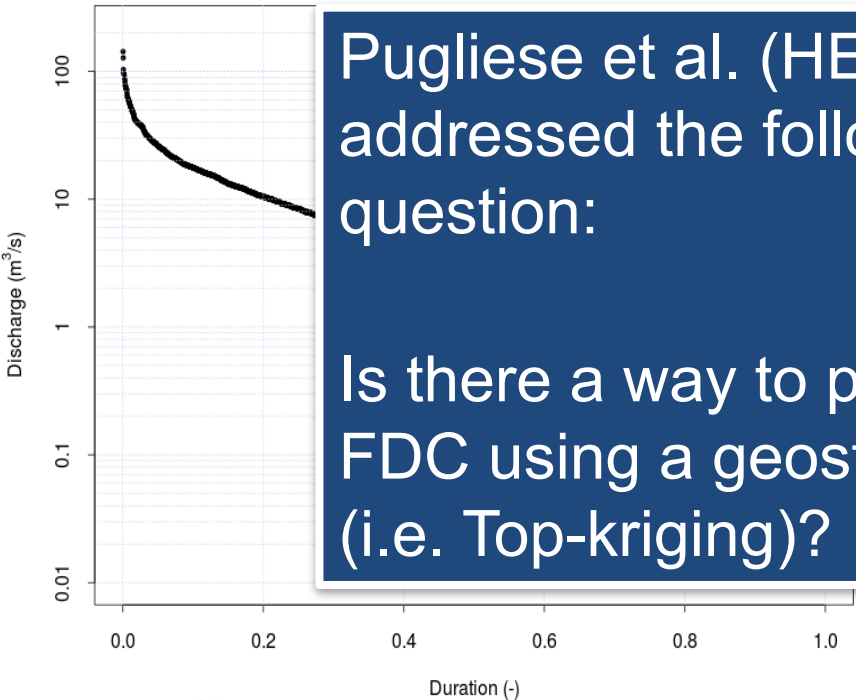 Pugliese et al. (HE
addressed the follo
question:
Is there a way to p
FDC using a geost
(i.e. Top-kriging)?
Discharge (m³/s)
100
10
1
0.1
0.01
0.0 0.2 0.4 0.6 0.8 1.0
Duration (-)